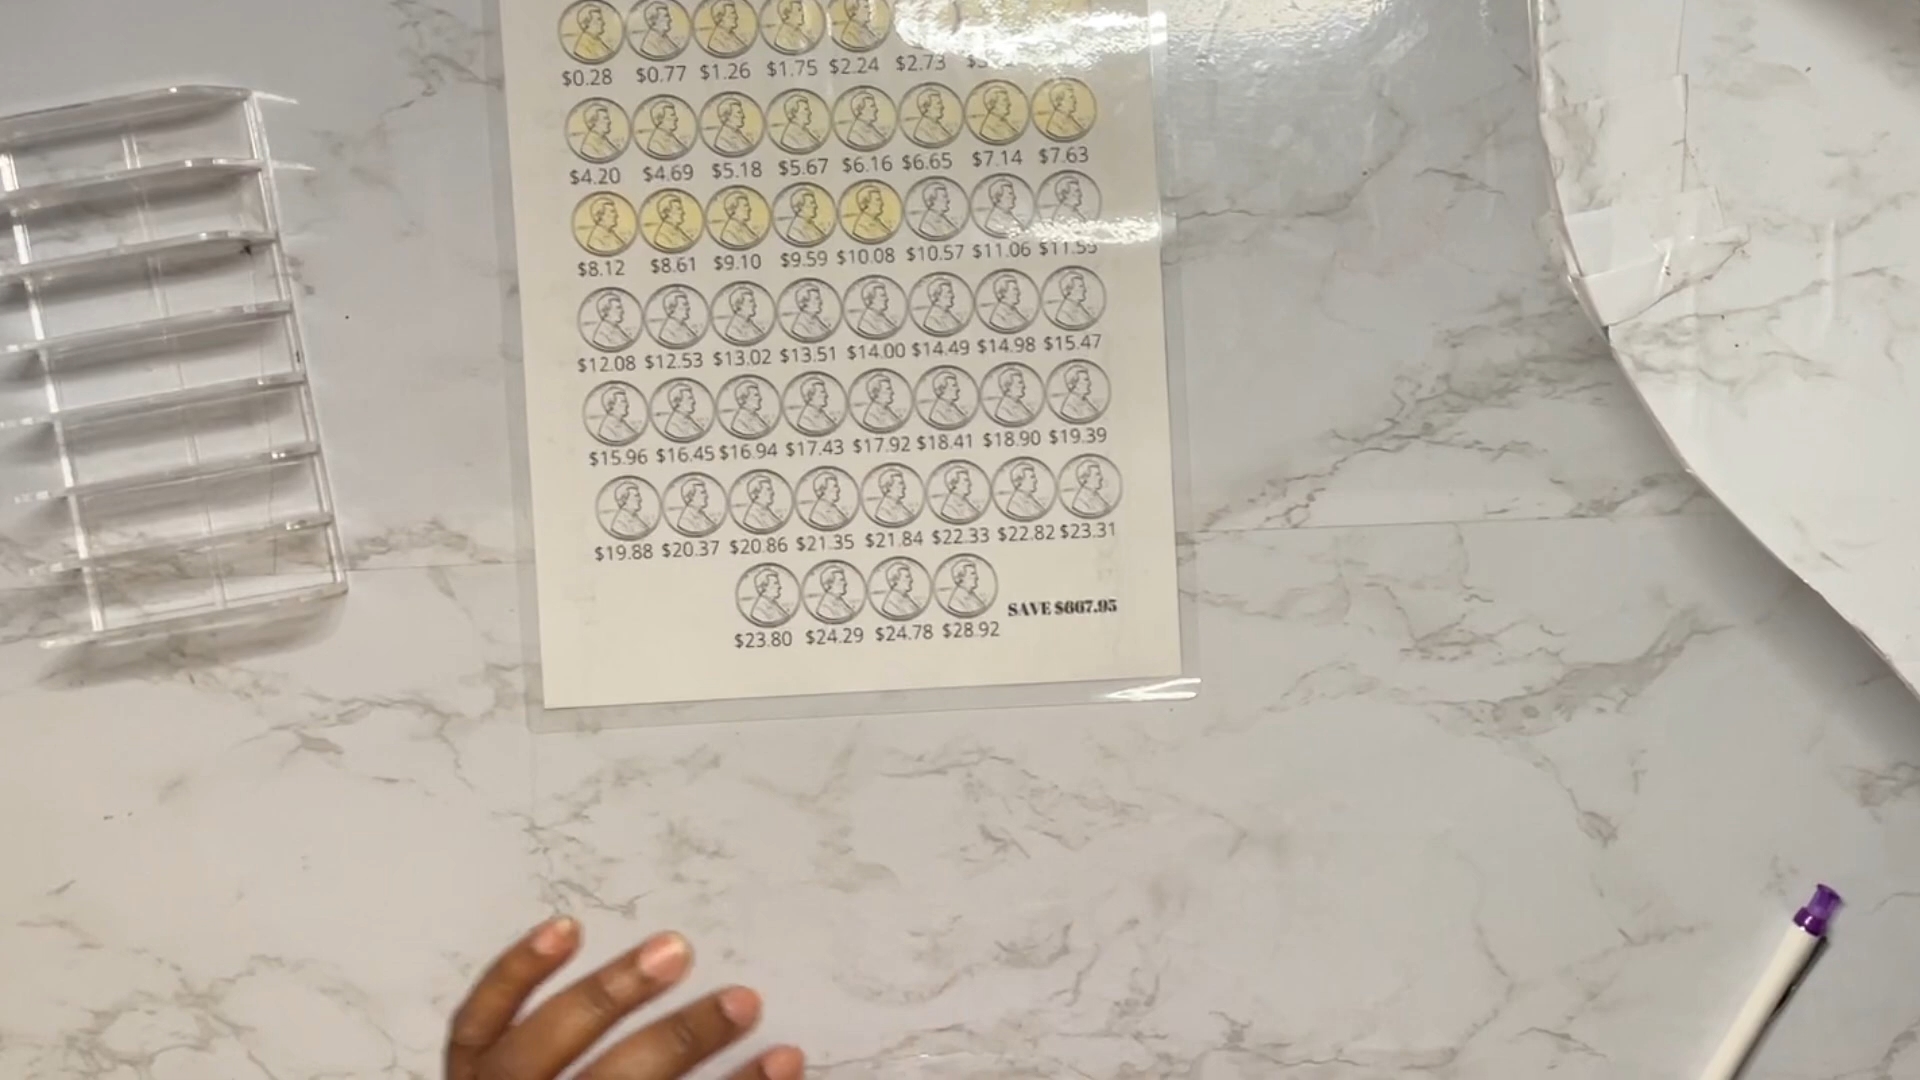 $0.28 $0.77 $1.26 $1.75 $2.24 $2.73
$4.20 $4.69 $5.18 $5.67 $6.16 $6.65 $7.14 $7.63
$8.12 $8.61 $9.10 $9.59 $10.08 $10.57 $11.06 $11.55
$12.08 $12.53 $13.02 $13.51 $14.00 $14.49 $14.98 $15.47
$15.96 $16.45 $16.94 $17.43 $17.92 $18.41 $18.90 $19.39
$19.88 $20.37 $20.86 $21.35 $21.84 $22.33 $22.82 $23.31
SAVE $667.95
$23.80 $24.29 $24.78 $28.92